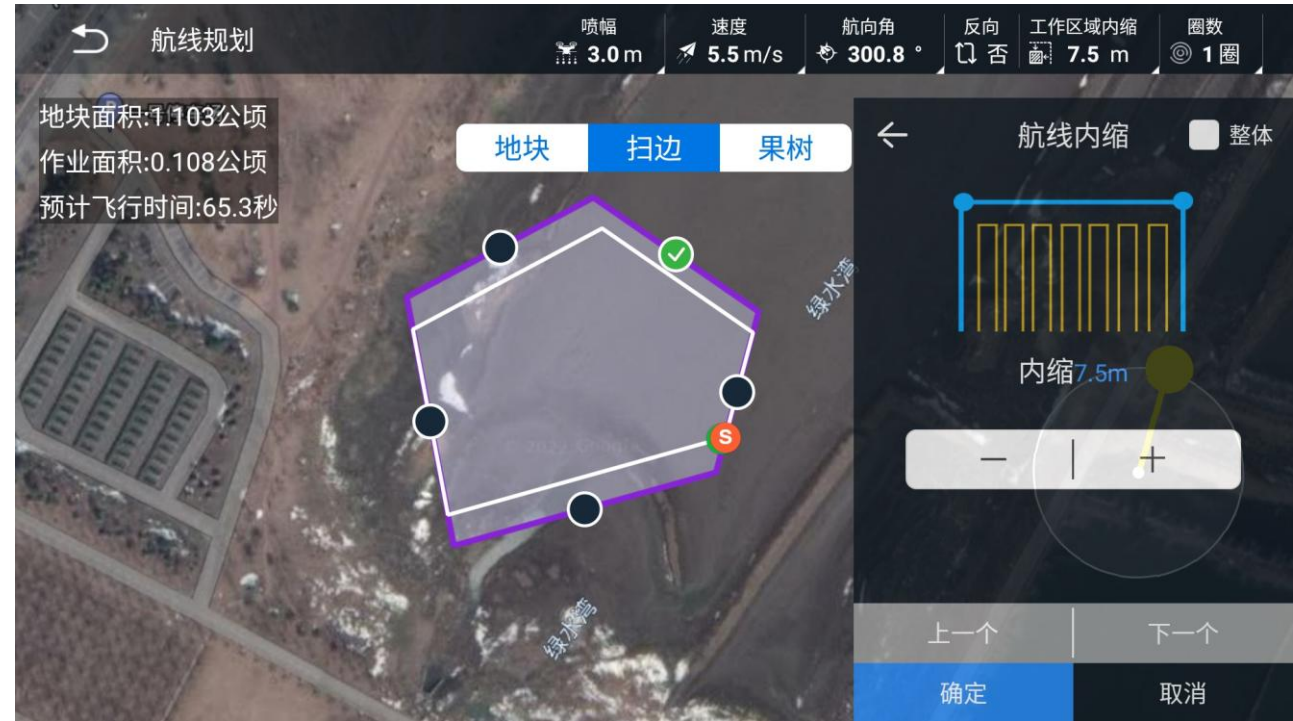 航线规划
喷幅
3.0 m
速度
5.5 m/s
航向角
300.8 °
反向
否
工作区域内缩
7.5 m
圈数
1 圈
地块面积:1.103公顷
作业面积:0.108公顷
预计飞行时间:65.3秒
地块 扫边 果树
航线内缩 整体
绿水湾
内缩7.5m
S
绿水湾
上一个 下一个
确定 取消